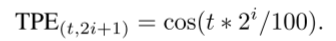 TPE(t,2i+1) = cos(t * 2^i/100).